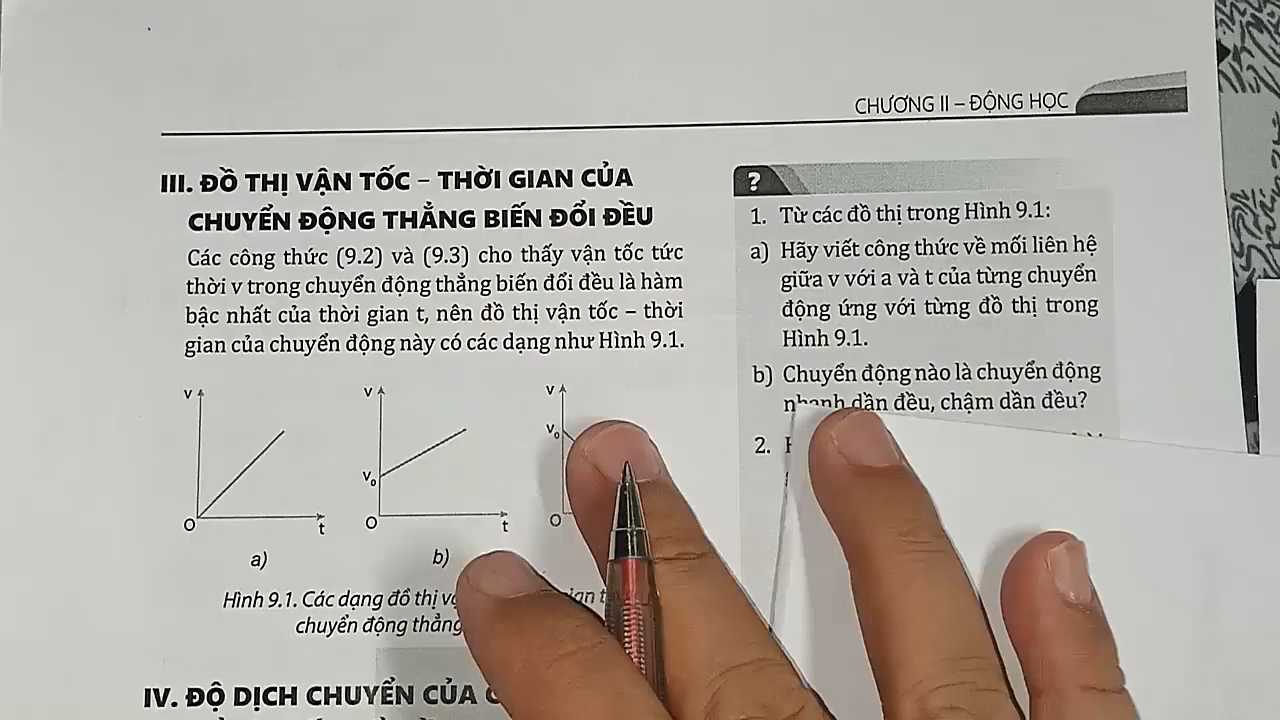 CHƯƠNG II – ĐỘNG HỌC
III. ĐỒ THỊ VẬN TỐC – THỜI GIAN CỦA
CHUYỂN ĐỘNG THẲNG BIẾN ĐỔI ĐỀU
Các công thức (9.2) và (9.3) cho thấy vận tốc tức
thời v trong chuyển động thẳng biến đổi đều là hàm
bậc nhất của thời gian t, nên đồ thị vận tốc – thời
gian của chuyển động này có các dạng như Hình 9.1.
v
O
t
a)
v
v₀
O
t
b)
v
v₀
O
Hình 9.1. Các dạng đồ thị
chuyển động thẳng
IV. ĐỘ DỊCH CHUYỂN CỦA
?
1. Từ các đồ thị trong Hình 9.1:
a) Hãy viết công thức về mối liên hệ
giữa v với a và t của từng chuyển
động ứng với từng đồ thị trong
Hình 9.1.
b) Chuyển động nào là chuyển động
nhanh dần đều, chậm dần đều?
2.